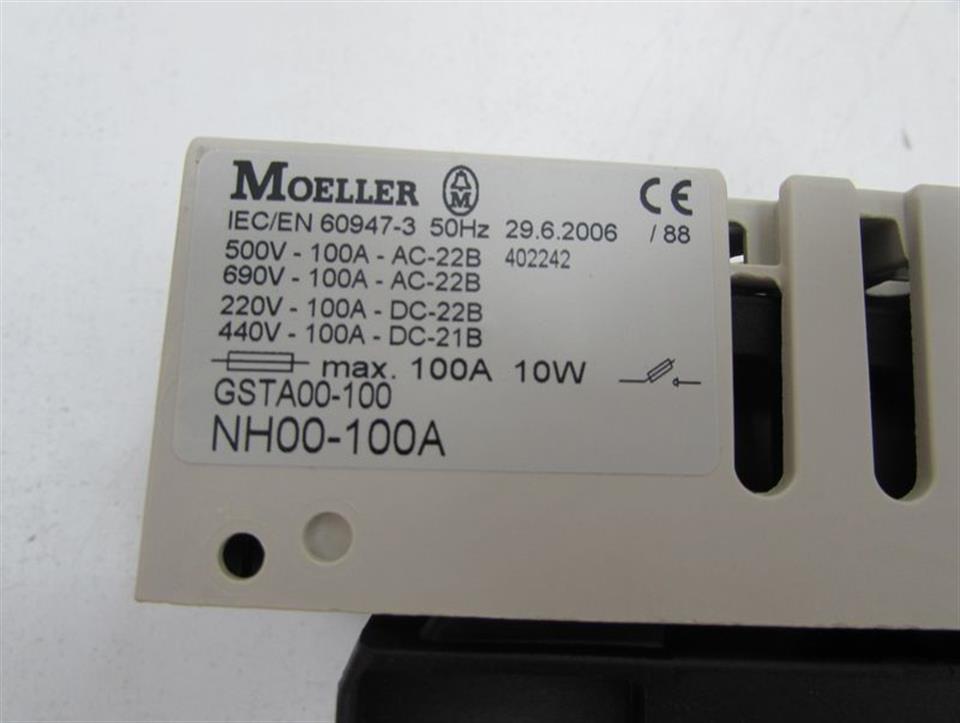 MOELLER M CE
IEC/EN 60947-3 50Hz 29.6.2006 / 88
500V - 100A - AC-22B 402242
690V - 100A - AC-22B
220V - 100A - DC-22B
440V - 100A - DC-21B
max. 100A 10W
GSTA00-100
NH00-100A